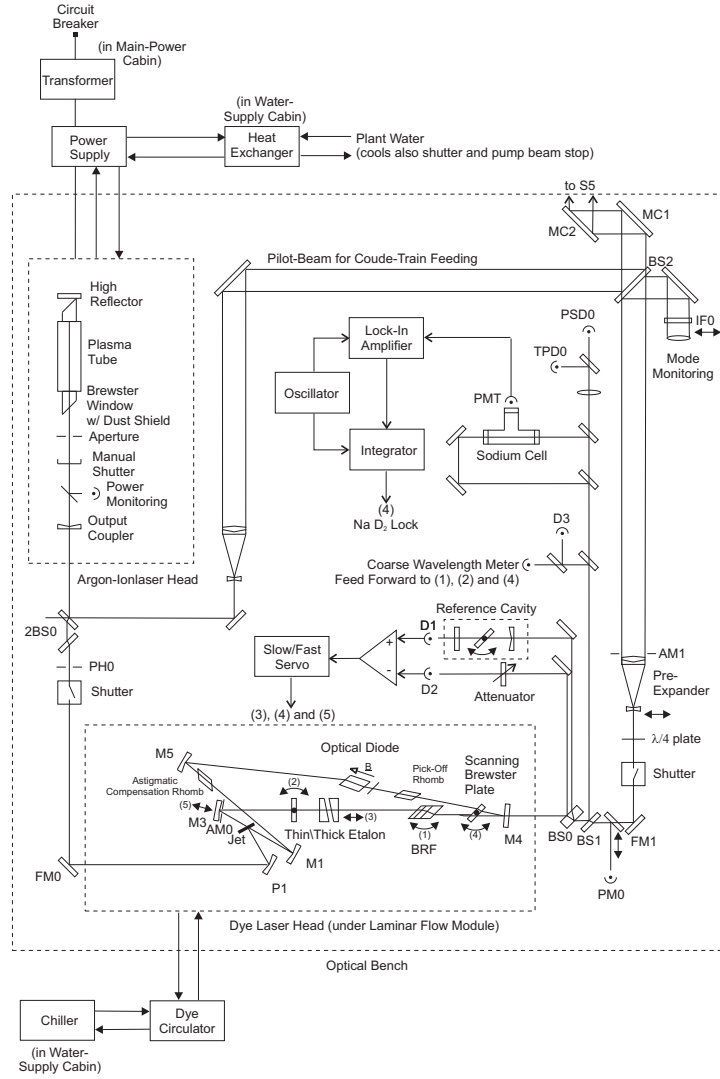 Circuit
Breaker
(in Main-Power
Cabin)
Transformer
(in Water-
Supply Cabin)
Power
Supply
Heat
Exchanger
Plant Water
(cools also shutter and pump beam stop)
to S5
MC1
MC2
BS2
Pilot-Beam for Coude-Train Feeding
High
Reflector
Plasma
Tube
Brewster
Window
w/ Dust Shield
Aperture
Manual
Shutter
Power
Monitoring
Output
Coupler
Argon-Ionlaser Head
Lock-In
Amplifier
Oscillator
Integrator
(4)
Na D₂ Lock
PMT
Sodium Cell
PSD0
TPD0
IF0
Mode
Monitoring
D3
Coarse Wavelength Meter
Feed Forward to (1), (2) and (4)
Reference Cavity
2BS0
PH0
Shutter
Slow/Fast
Servo
(3), (4) and (5)
+
-
D1
D2
Attenuator
AM1
Pre-
Expander
λ/4 plate
Shutter
M5
Optical Diode
B
Pick-Off
Rhomb
Scanning
Brewster
Plate
Astigmatic
Compensation Rhomb
(5)
(2)
M3
AM0
Jet
Thin\Thick Etalon
(3)
(1)
BRF
(4)
M4
M1
P1
FM0
BS0
BS1
FM1
PM0
Dye Laser Head (under Laminar Flow Module)
Optical Bench
Chiller
Dye
Circulator
(in Water-
Supply Cabin)